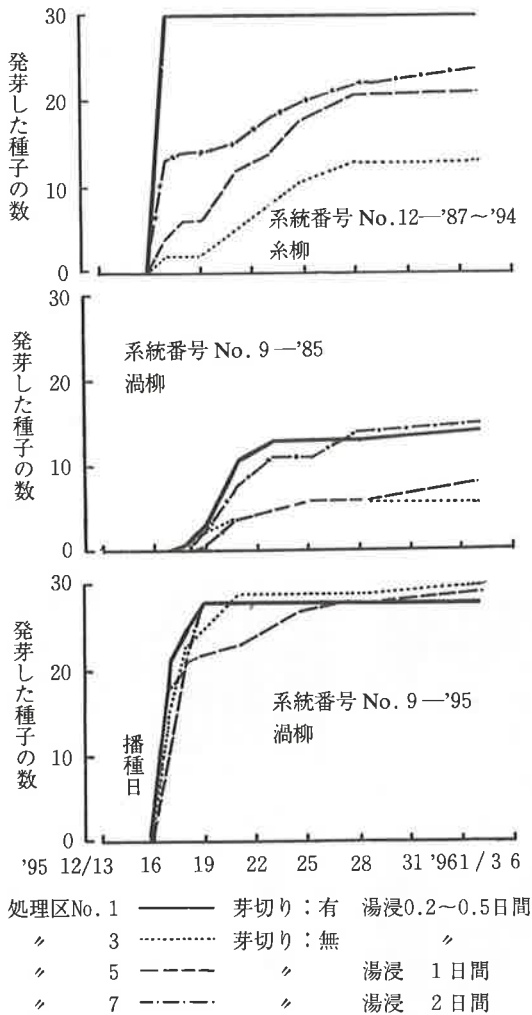 30
20
10
0
発芽した種子の数
系統番号 No.12—'87～'94
糸柳
30
20
10
0
発芽した種子の数
系統番号 No. 9 —'85
渦柳
30
20
10
0
発芽した種子の数
系統番号 No. 9 —'95
渦柳
播種日
'95 12/13 16 19 22 25 28 31 '961 / 3 6
処理区No. 1 芽切り：有 湯浸0.2～0.5日間
〃 3 芽切り：無 〃
〃 5 〃 湯浸 1日間
〃 7 〃 湯浸 2日間